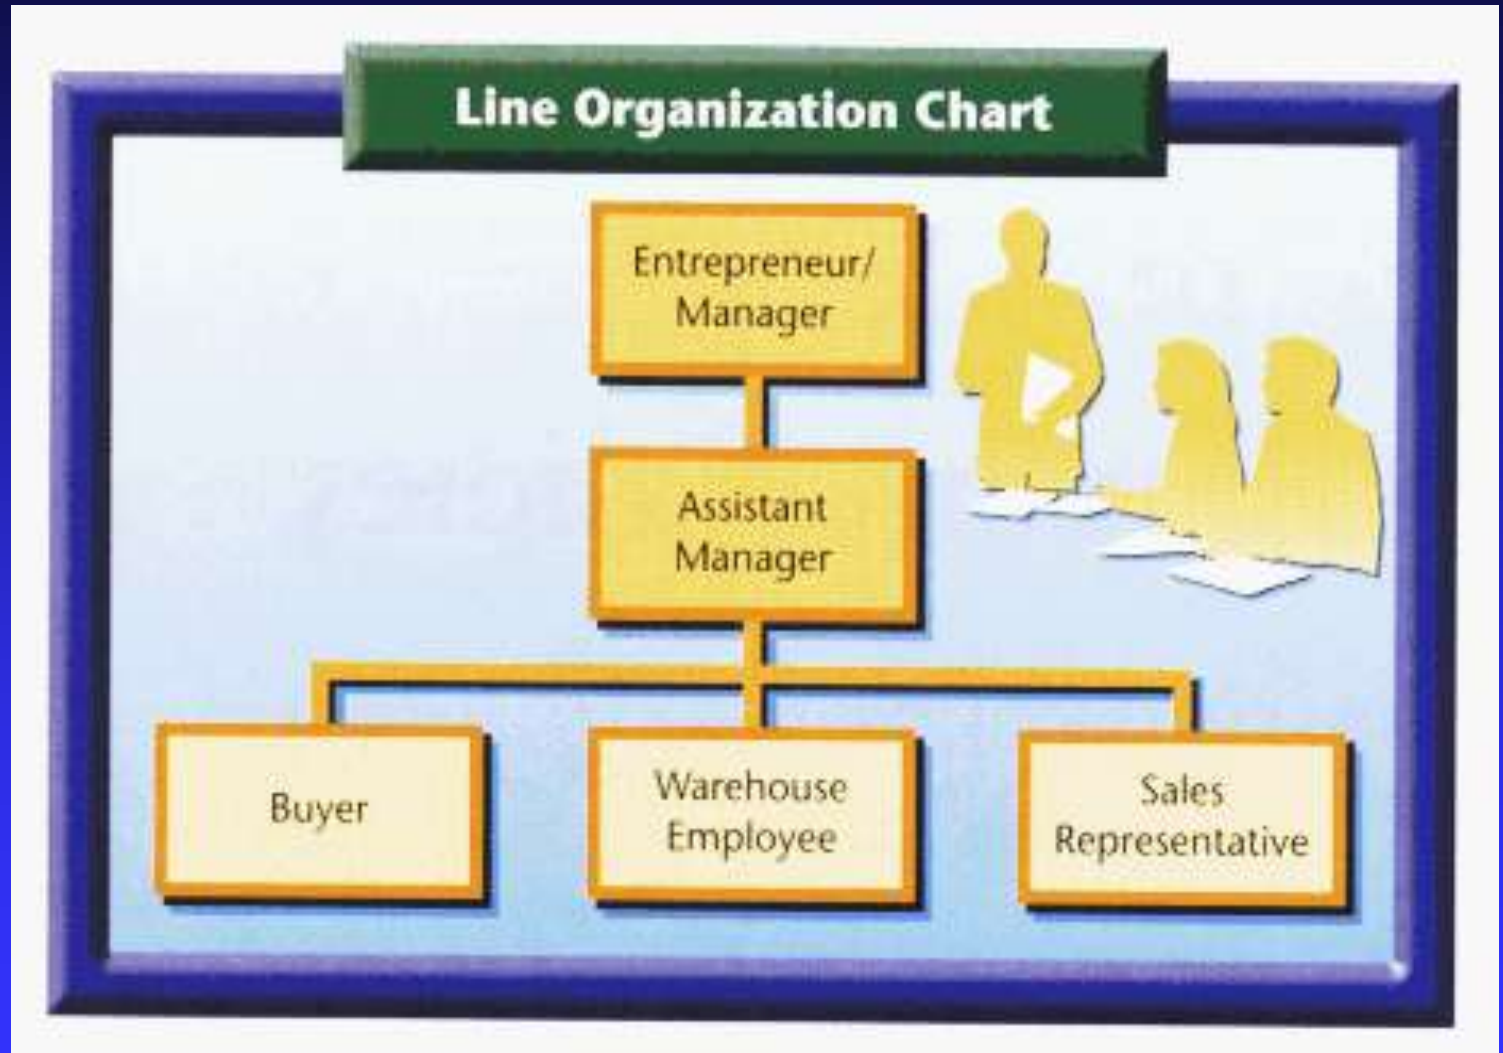 Line Organization Chart
Entrepreneur/
Manager
Assistant
Manager
Buyer
Warehouse
Employee
Sales
Representative